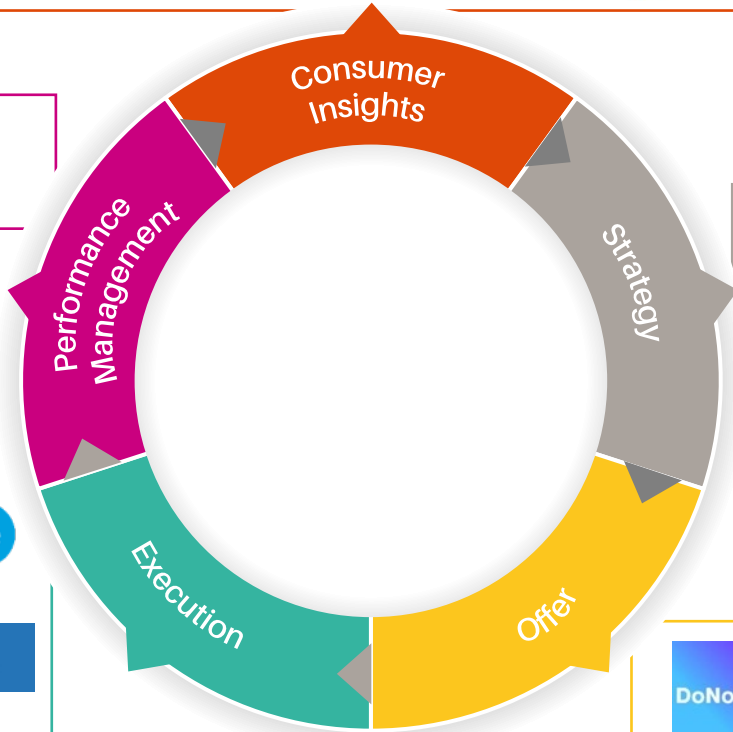 Consumer
Insights
Strategy
Offer
Execution
Performance
Management
DoNo